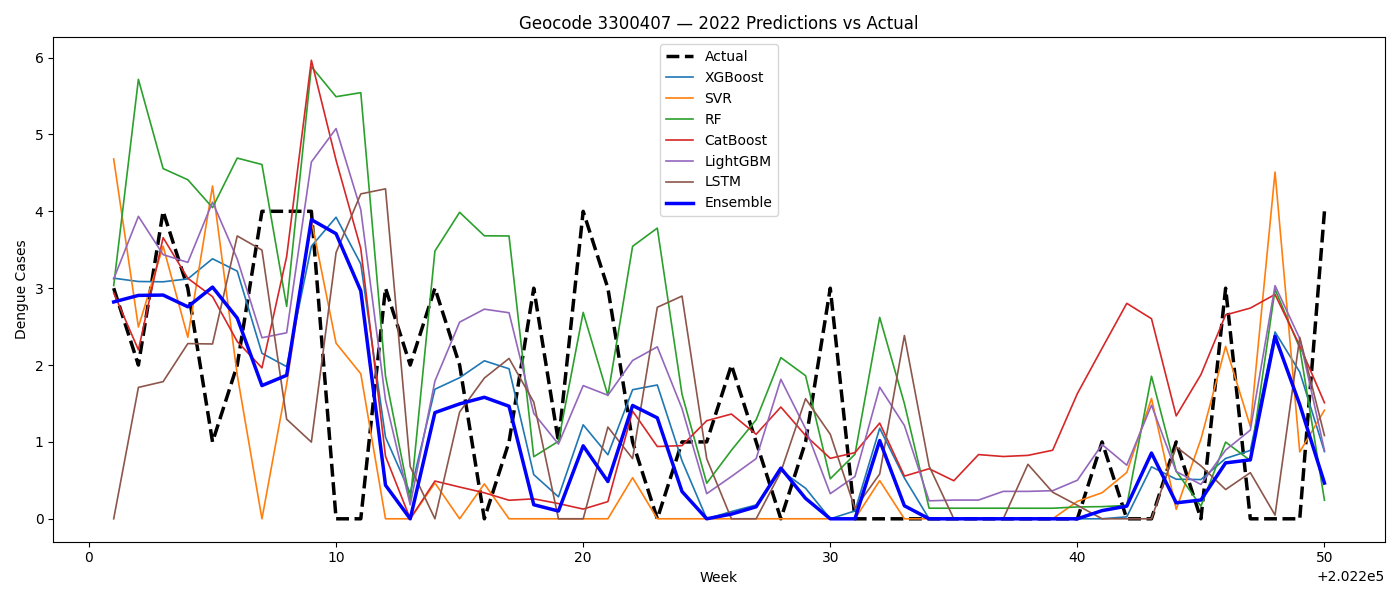 Geocode 3300407 — 2022 Predictions vs Actual
Actual
XGBoost
SVR
RF
CatBoost
LightGBM
LSTM
Ensemble
Dengue Cases
6
5
4
3
2
1
0
0 10 20 30 40 50
Week
+2.022e5